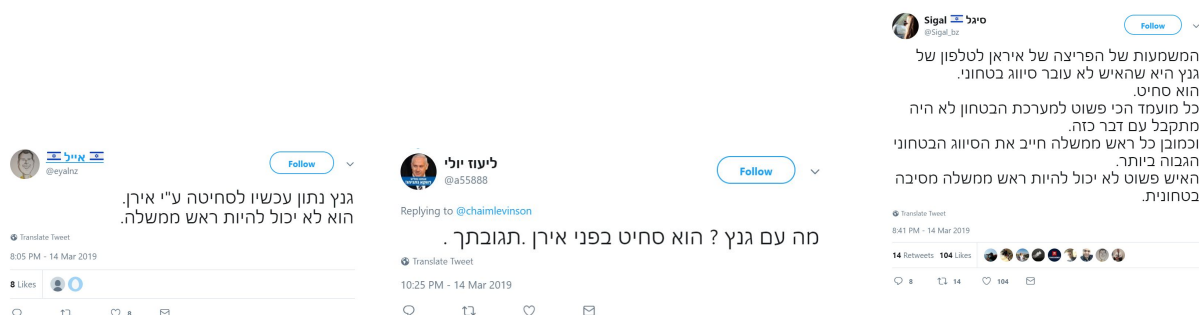 אייל
@eyalnz
Follow
גנץ נתון עכשיו לסחיטה ע"י אירן.
הוא לא יכול להיות ראש ממשלה.
Translate Tweet
8:05 PM - 14 Mar 2019
8 Likes
8
ליעוז יולי
@a55888
Follow
Replying to @chaimlevinson
מה עם גנץ ? הוא סחיט בפני אירן .תגובתך .
Translate Tweet
10:25 PM - 14 Mar 2019
סיגל Sigal
@Sigal_bz
Follow
המשמעות של הפריצה של איראן לטלפון של
גנץ היא שהאיש לא עובר סיווג בטחוני.
הוא סחיט.
כל מועמד הכי פשוט למערכת הבטחון לא היה
מתקבל עם דבר כזה.
וכמובן כל ראש ממשלה חייב את הסיווג הבטחוני
הגבוה ביותר.
האיש פשוט לא יכול להיות ראש ממשלה מסיבה
בטחונית.
Translate Tweet
8:41 PM - 14 Mar 2019
14 Retweets 104 Likes
8 14 104